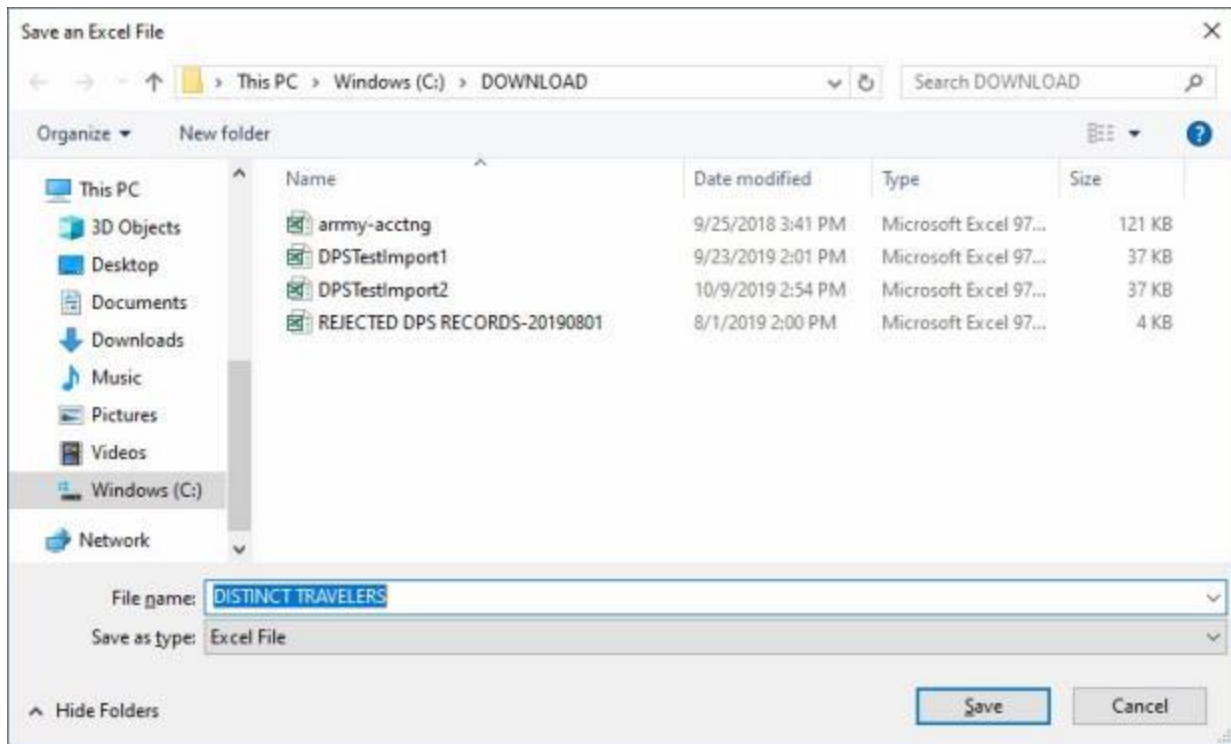 Save an Excel File
This PC > Windows (C:) > DOWNLOAD
Search DOWNLOAD
Organize
New folder
Name Date modified Type Size
arrmy-acctng 9/25/2018 3:41 PM Microsoft Excel 97... 121 KB
DPSTestImport1 9/23/2019 2:01 PM Microsoft Excel 97... 37 KB
DPSTestImport2 10/9/2019 2:54 PM Microsoft Excel 97... 37 KB
REJECTED DPS RECORDS-20190801 8/1/2019 2:00 PM Microsoft Excel 97... 4 KB
This PC
3D Objects
Desktop
Documents
Downloads
Music
Pictures
Videos
Windows (C:)
Network
File name: DISTINCT TRAVELERS
Save as type: Excel File
Hide Folders
Save
Cancel